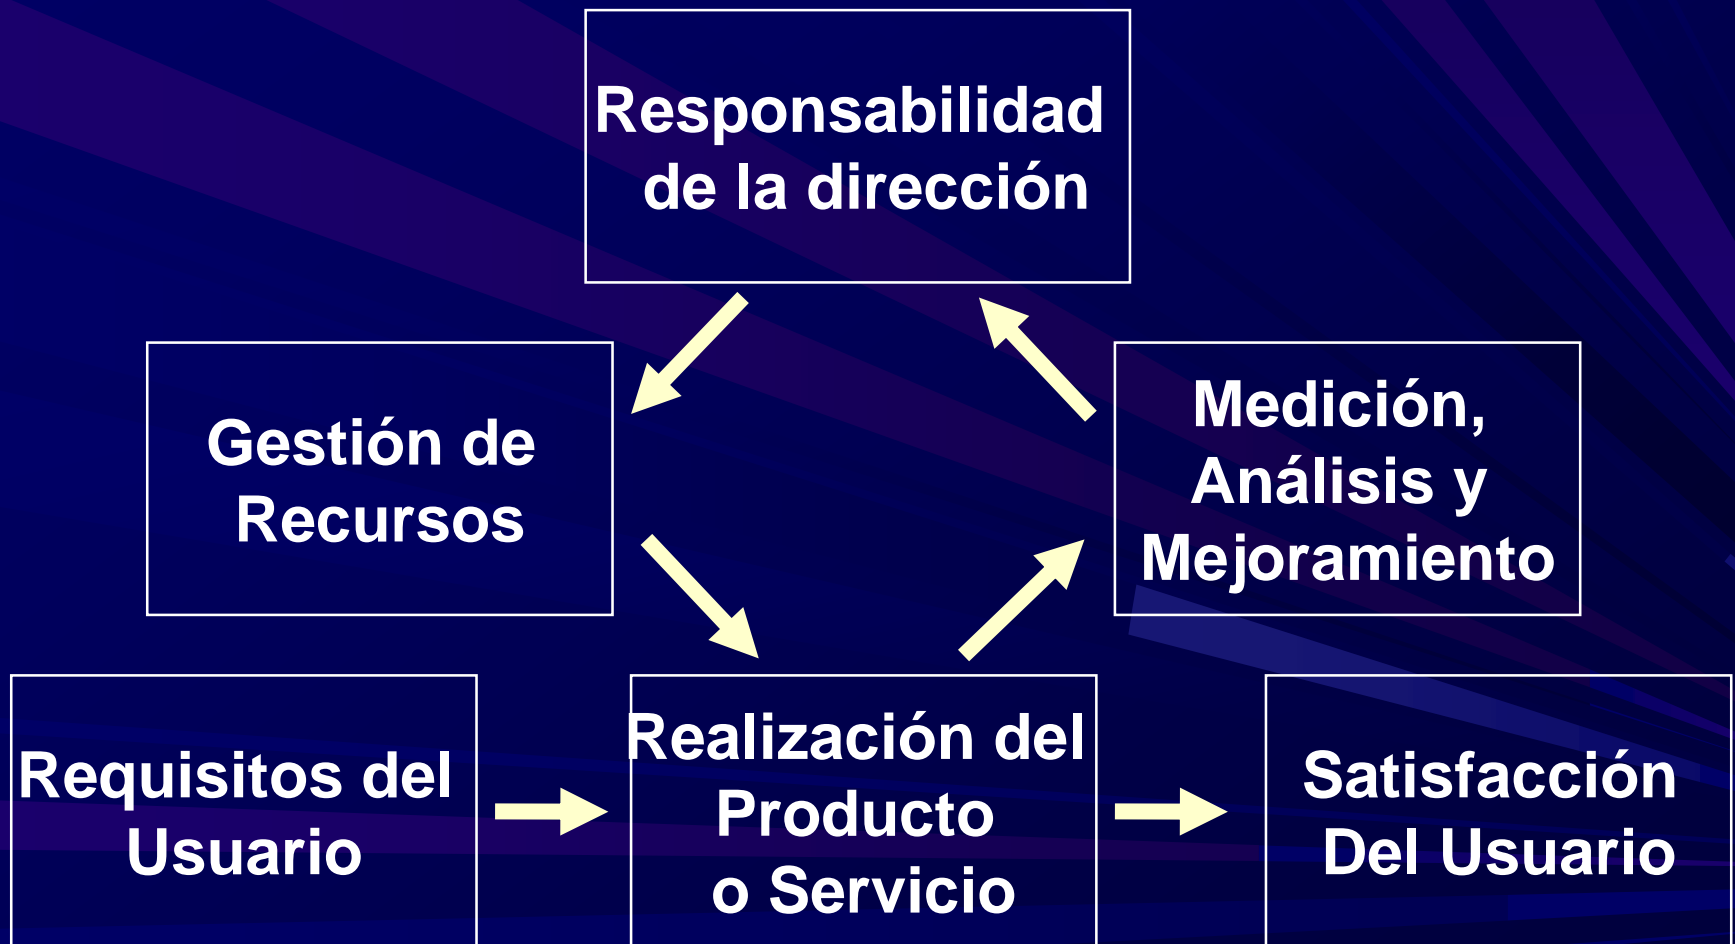 Responsabilidad
de la dirección
Gestión de
Recursos
Medición,
Análisis y
Mejoramiento
Requisitos del
Usuario
Realización del
Producto
o Servicio
Satisfacción
Del Usuario